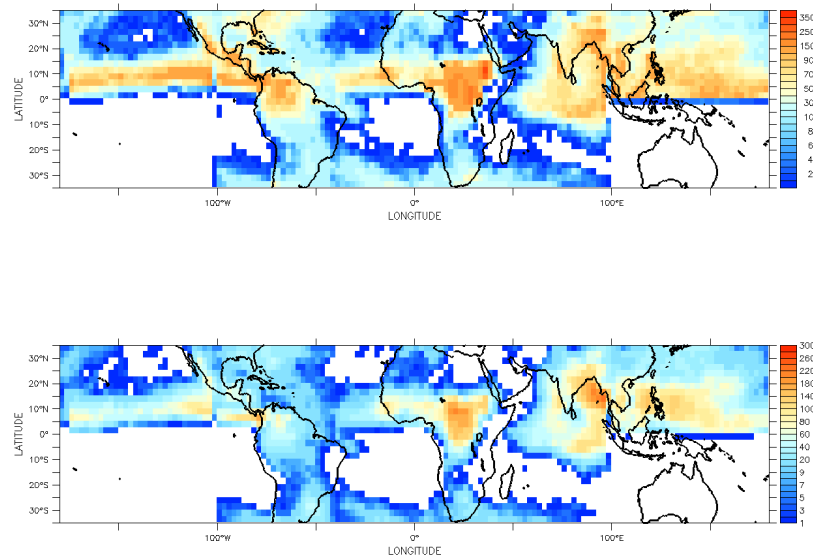 30°N
20°N
10°N
0°
10°S
20°S
30°S
LATITUDE
100°W
0°
100°E
LONGITUDE
350
250
150
90
70
50
30
10
8
6
4
2
30°N
20°N
10°N
0°
10°S
20°S
30°S
LATITUDE
100°W
0°
100°E
LONGITUDE
300
260
220
180
140
100
80
60
40
20
9
7
5
3
1